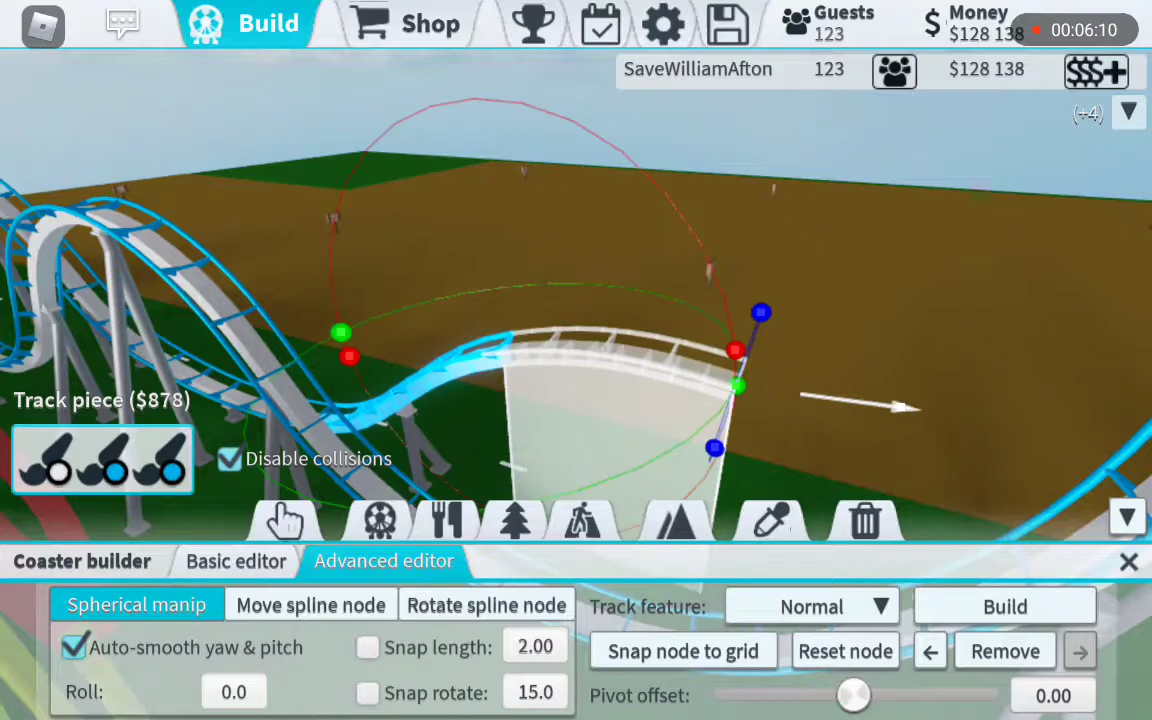 Build
Shop
Guests
123
Money
$128 138
00:06:10
SaveWilliamAfton 123 $128 138
(+4)
Track piece ($878)
Disable collisions
Coaster builder Basic editor Advanced editor
Spherical manip Move spline node Rotate spline node Track feature: Normal Build
Auto-smooth yaw & pitch Snap length: 2.00 Snap node to grid Reset node Remove
Roll: 0.0 Snap rotate: 15.0 Pivot offset: 0.00